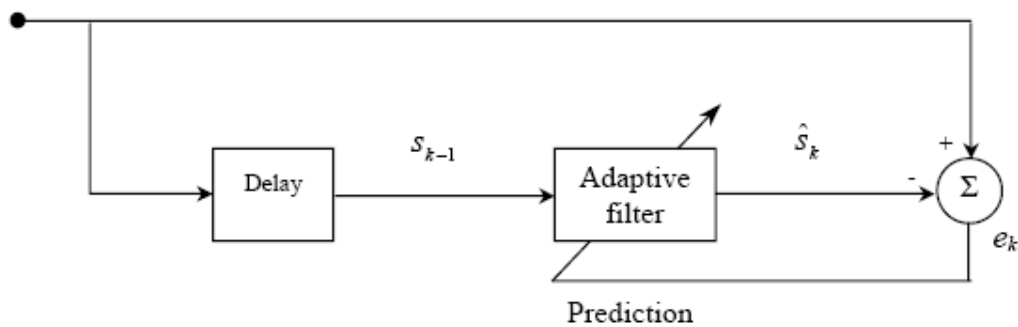 Delay
s_{k-1}
Adaptive
filter
ŝ_k
+
-
Σ
e_k
Prediction